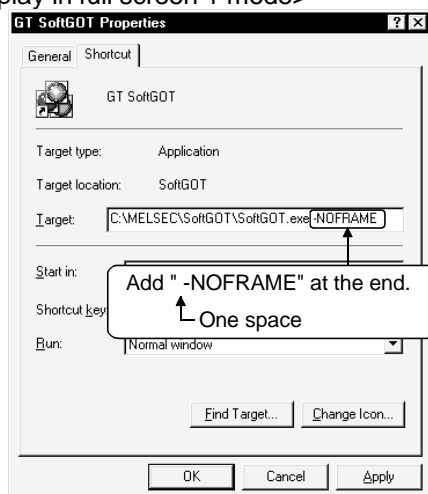 play in full screen 1 mode>
GT SoftGOT Properties
General Shortcut
GT SoftGOT
Target type: Application
Target location: SoftGOT
Target: C:\MELSEC\SoftGOT\SoftGOT.exe -NOFRAME
Start in:
Add " -NOFRAME" at the end.
Shortcut key:
One space
Run: Normal window
Find Target... Change Icon...
OK Cancel Apply